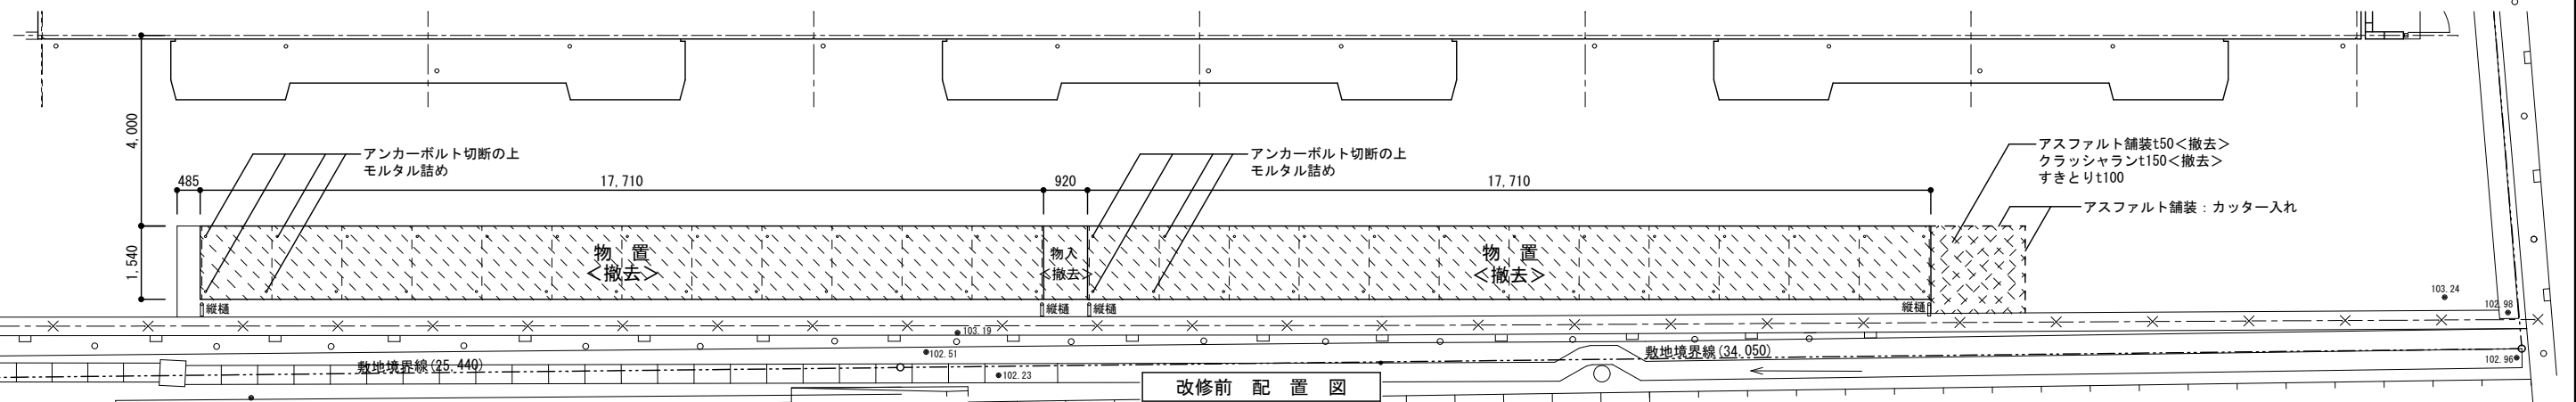 4,000
アンカーボルト切断の上
モルタル詰め
アンカーボルト切断の上
モルタル詰め
アスファルト舗装t50<撤去>
クラッシャランt150<撤去>
すきとりt100
485
17,710
920
17,710
アスファルト舗装：カッター入れ
1,540
物　置
<撤去>
物入
<撤去>
物　置
<撤去>
縦樋
縦樋
縦樋
縦樋
103.24
102.98
103.19
102.51
敷地境界線(25.440)
敷地境界線(34.050)
102.96
102.23
改修前　配　置　図